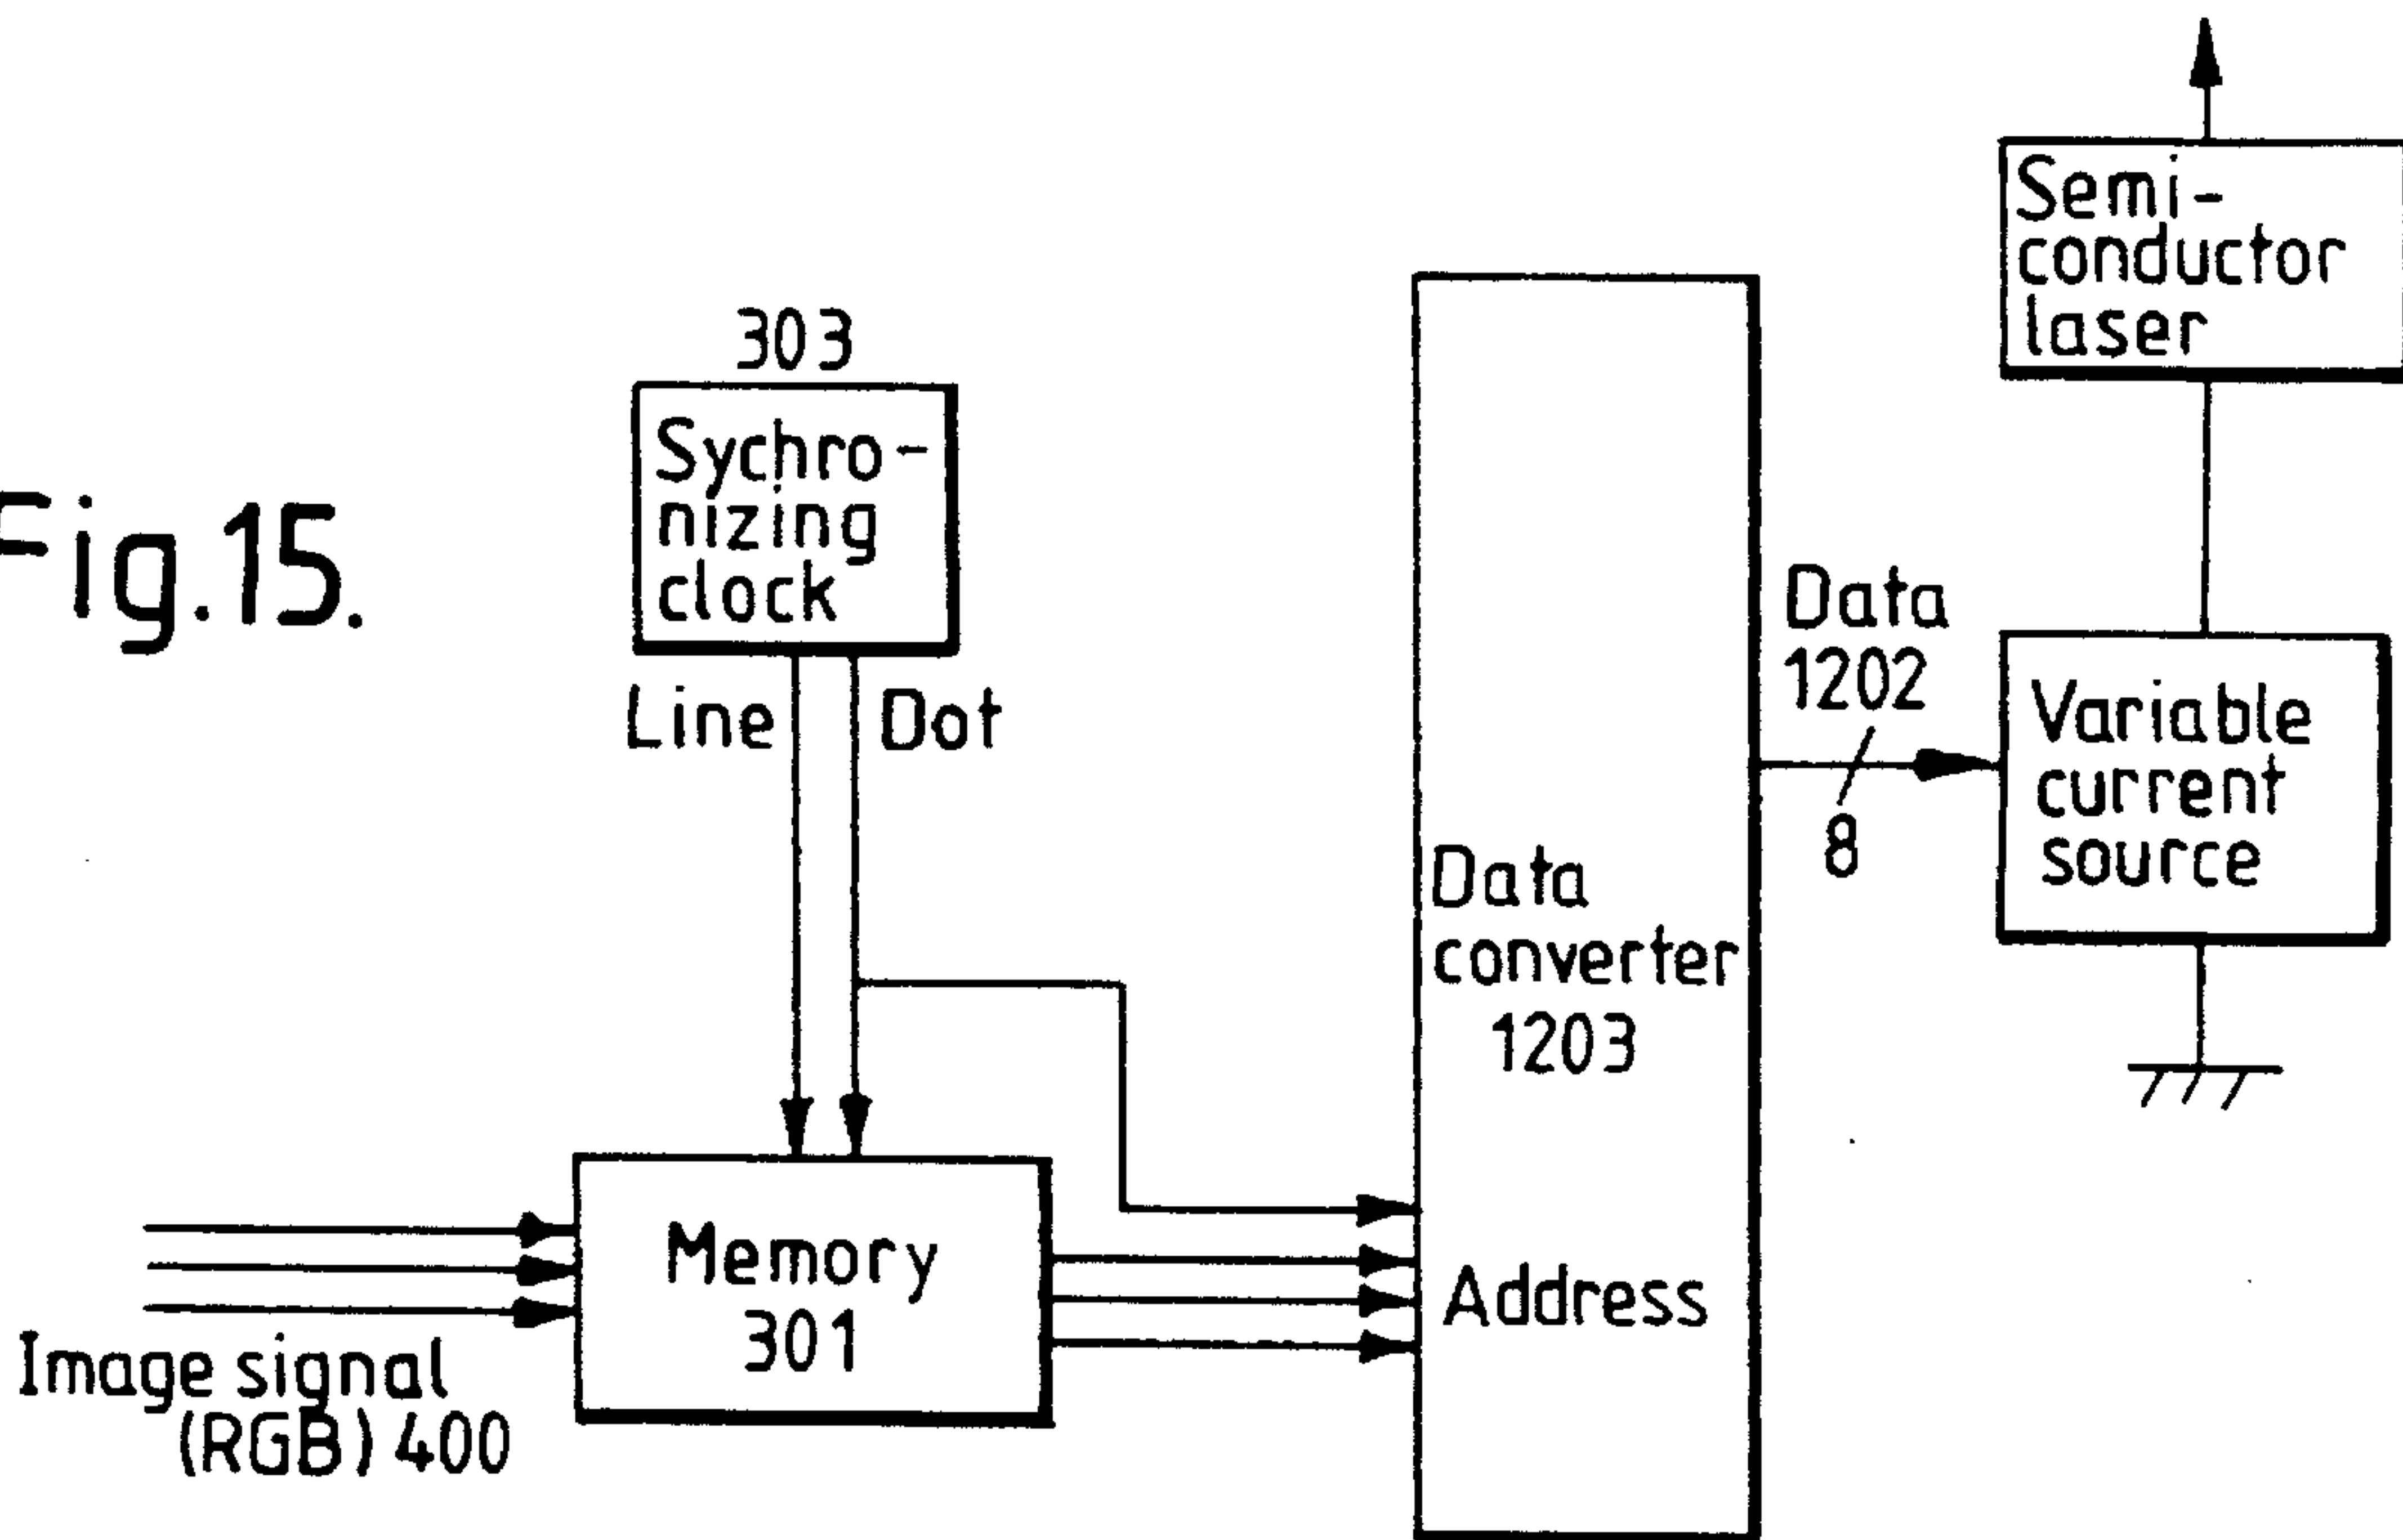 Fig.15.
303
Sychro-
nizing
clock
Line Dot
Image signal
(RGB) 400
Memory
301
Data
converter
1203
Address
Data
1202
8
Semi-
conductor
laser
Variable
current
source